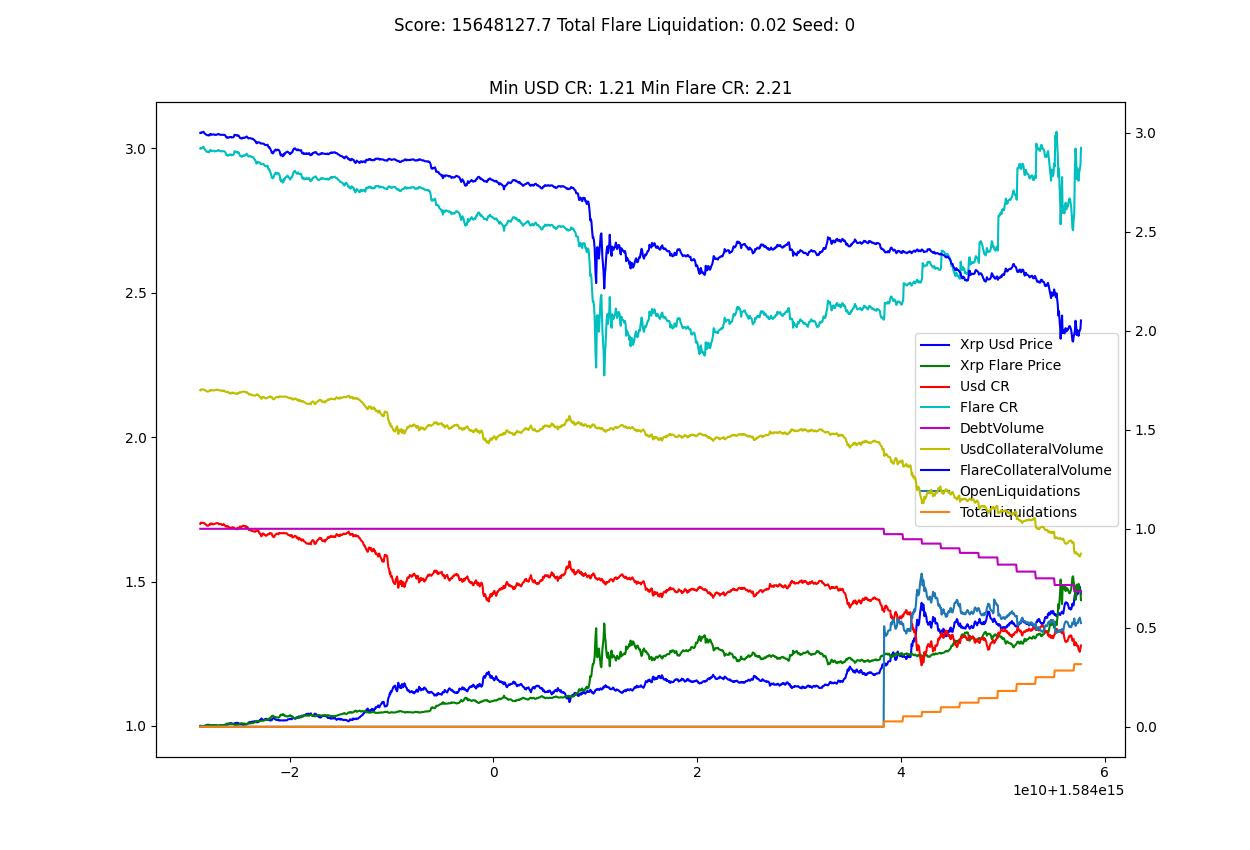 Score: 15648127.7 Total Flare Liquidation: 0.02 Seed: 0
Min USD CR: 1.21 Min Flare CR: 2.21
3.0
2.5
2.0
1.5
1.0
3.0
2.5
2.0
1.5
1.0
0.5
0.0
Xrp Usd Price
Xrp Flare Price
Usd CR
Flare CR
DebtVolume
UsdCollateralVolume
FlareCollateralVolume
OpenLiquidations
TotalLiquidations
−2 0 2 4 6
1e10+1.584e15